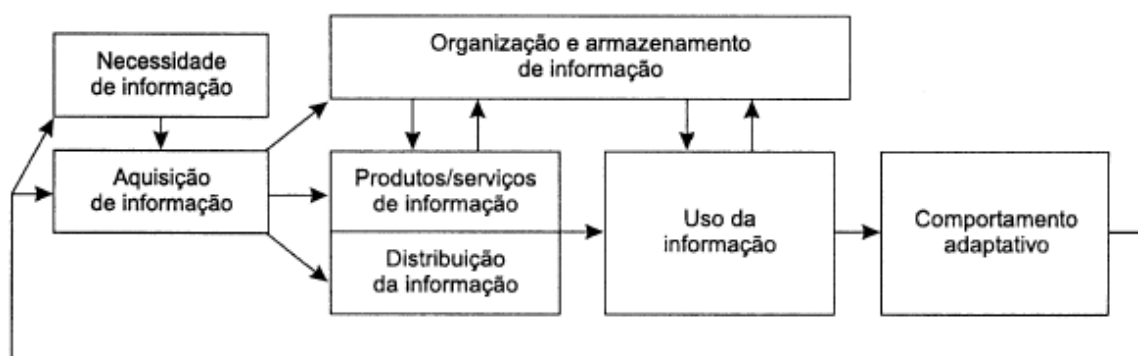 Necessidade
de informação
Organização e armazenamento
de informação
Aquisição
de informação
Produtos/serviços
de informação
Distribuição
da informação
Uso da
informação
Comportamento
adaptativo